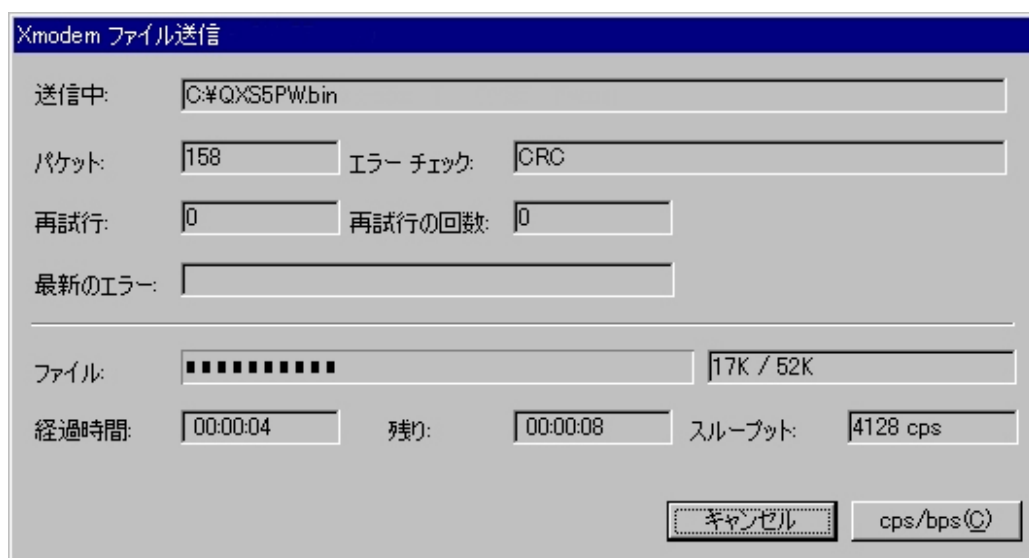 Xmodem ファイル送信
送信中: C:¥QXS5PW.bin
パケット: 158 エラー チェック: CRC
再試行: 0 再試行の回数: 0
最新のエラー:
ファイル: 17K / 52K
経過時間: 00:00:04 残り: 00:00:08 スループット: 4128 cps
キャンセル cps/bps(C)